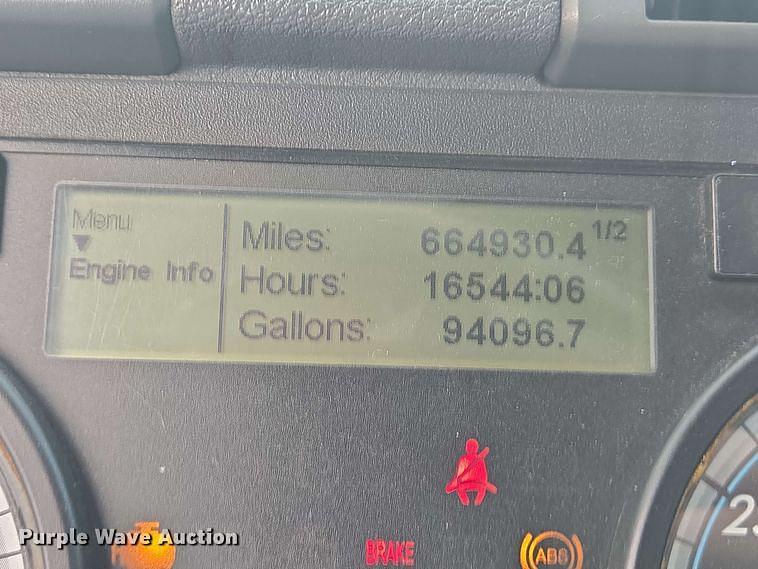 Menu
1/2
Miles: 664930.4
Engine Info
Hours: 16544:06
Gallons: 94096.7
BRAKE
ABS
Purple Wave Auction